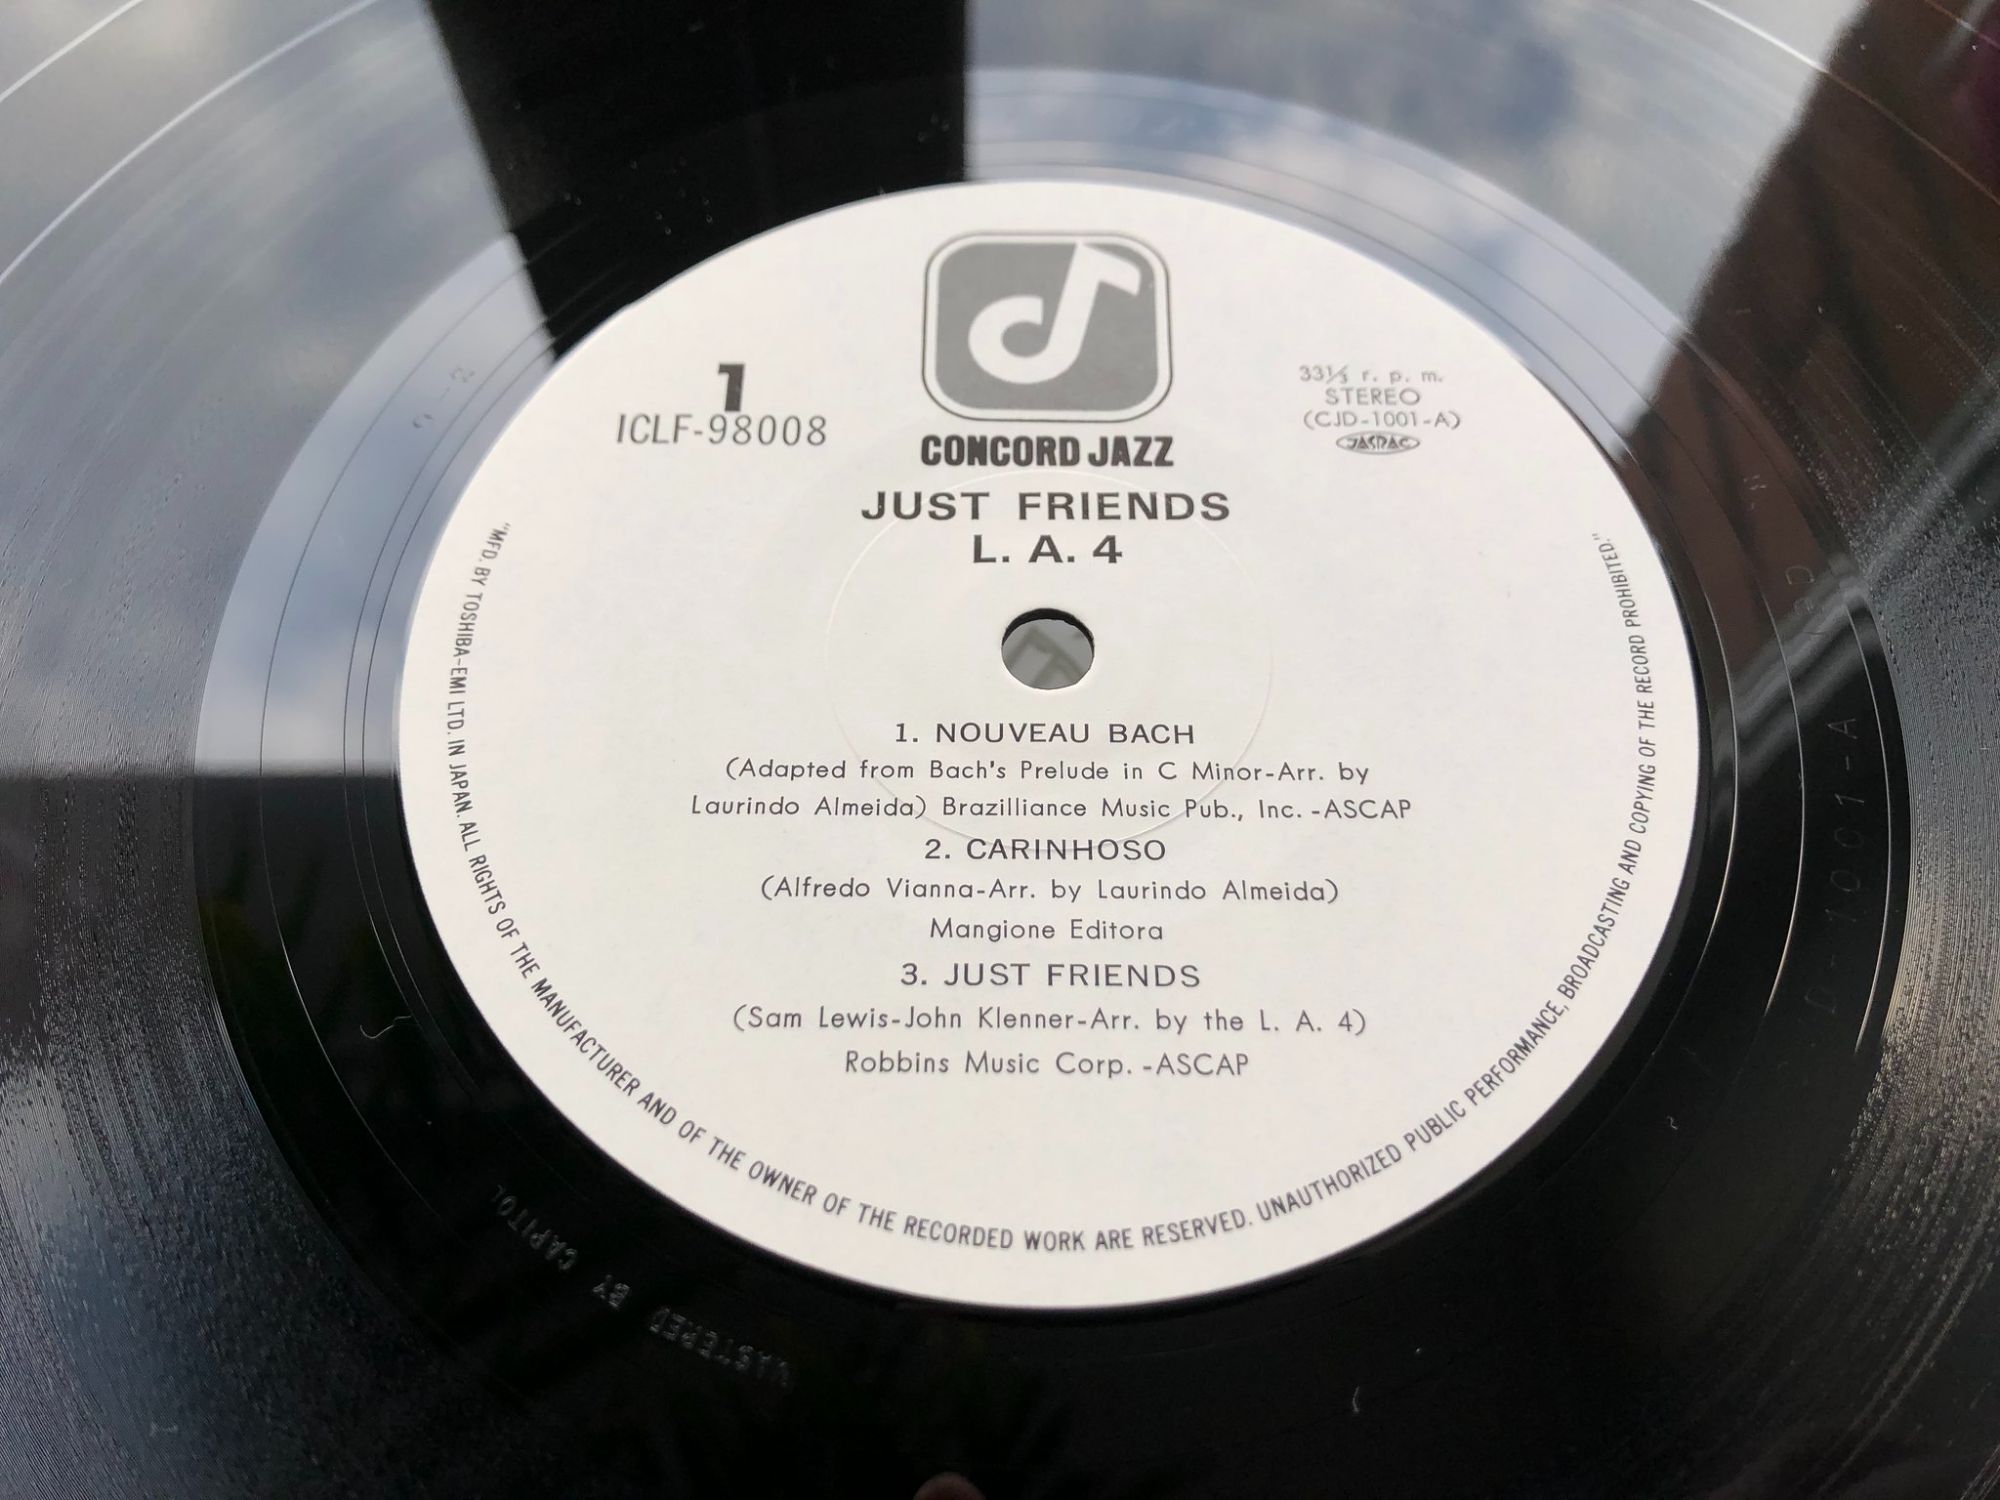 1
ICLF-98008
CONCORD JAZZ
33⅓ r. p. m.
STEREO
(CJD-1001-A)
JASRAC
JUST FRIENDS
L. A. 4
1. NOUVEAU BACH
(Adapted from Bach's Prelude in C Minor-Arr. by
Laurindo Almeida) Brazilliance Music Pub., Inc. -ASCAP
2. CARINHOSO
(Alfredo Vianna-Arr. by Laurindo Almeida)
Mangione Editora
3. JUST FRIENDS
(Sam Lewis-John Klenner-Arr. by the L. A. 4)
Robbins Music Corp. -ASCAP
"MFD. BY TOSHIBA-EMI LTD. IN JAPAN. ALL RIGHTS OF THE MANUFACTURER AND OF THE OWNER OF THE RECORDED WORK ARE RESERVED. UNAUTHORIZED PUBLIC PERFORMANCE, BROADCASTING AND COPYING OF THE RECORD PROHIBITED."
MASTERED BY CAPITOL